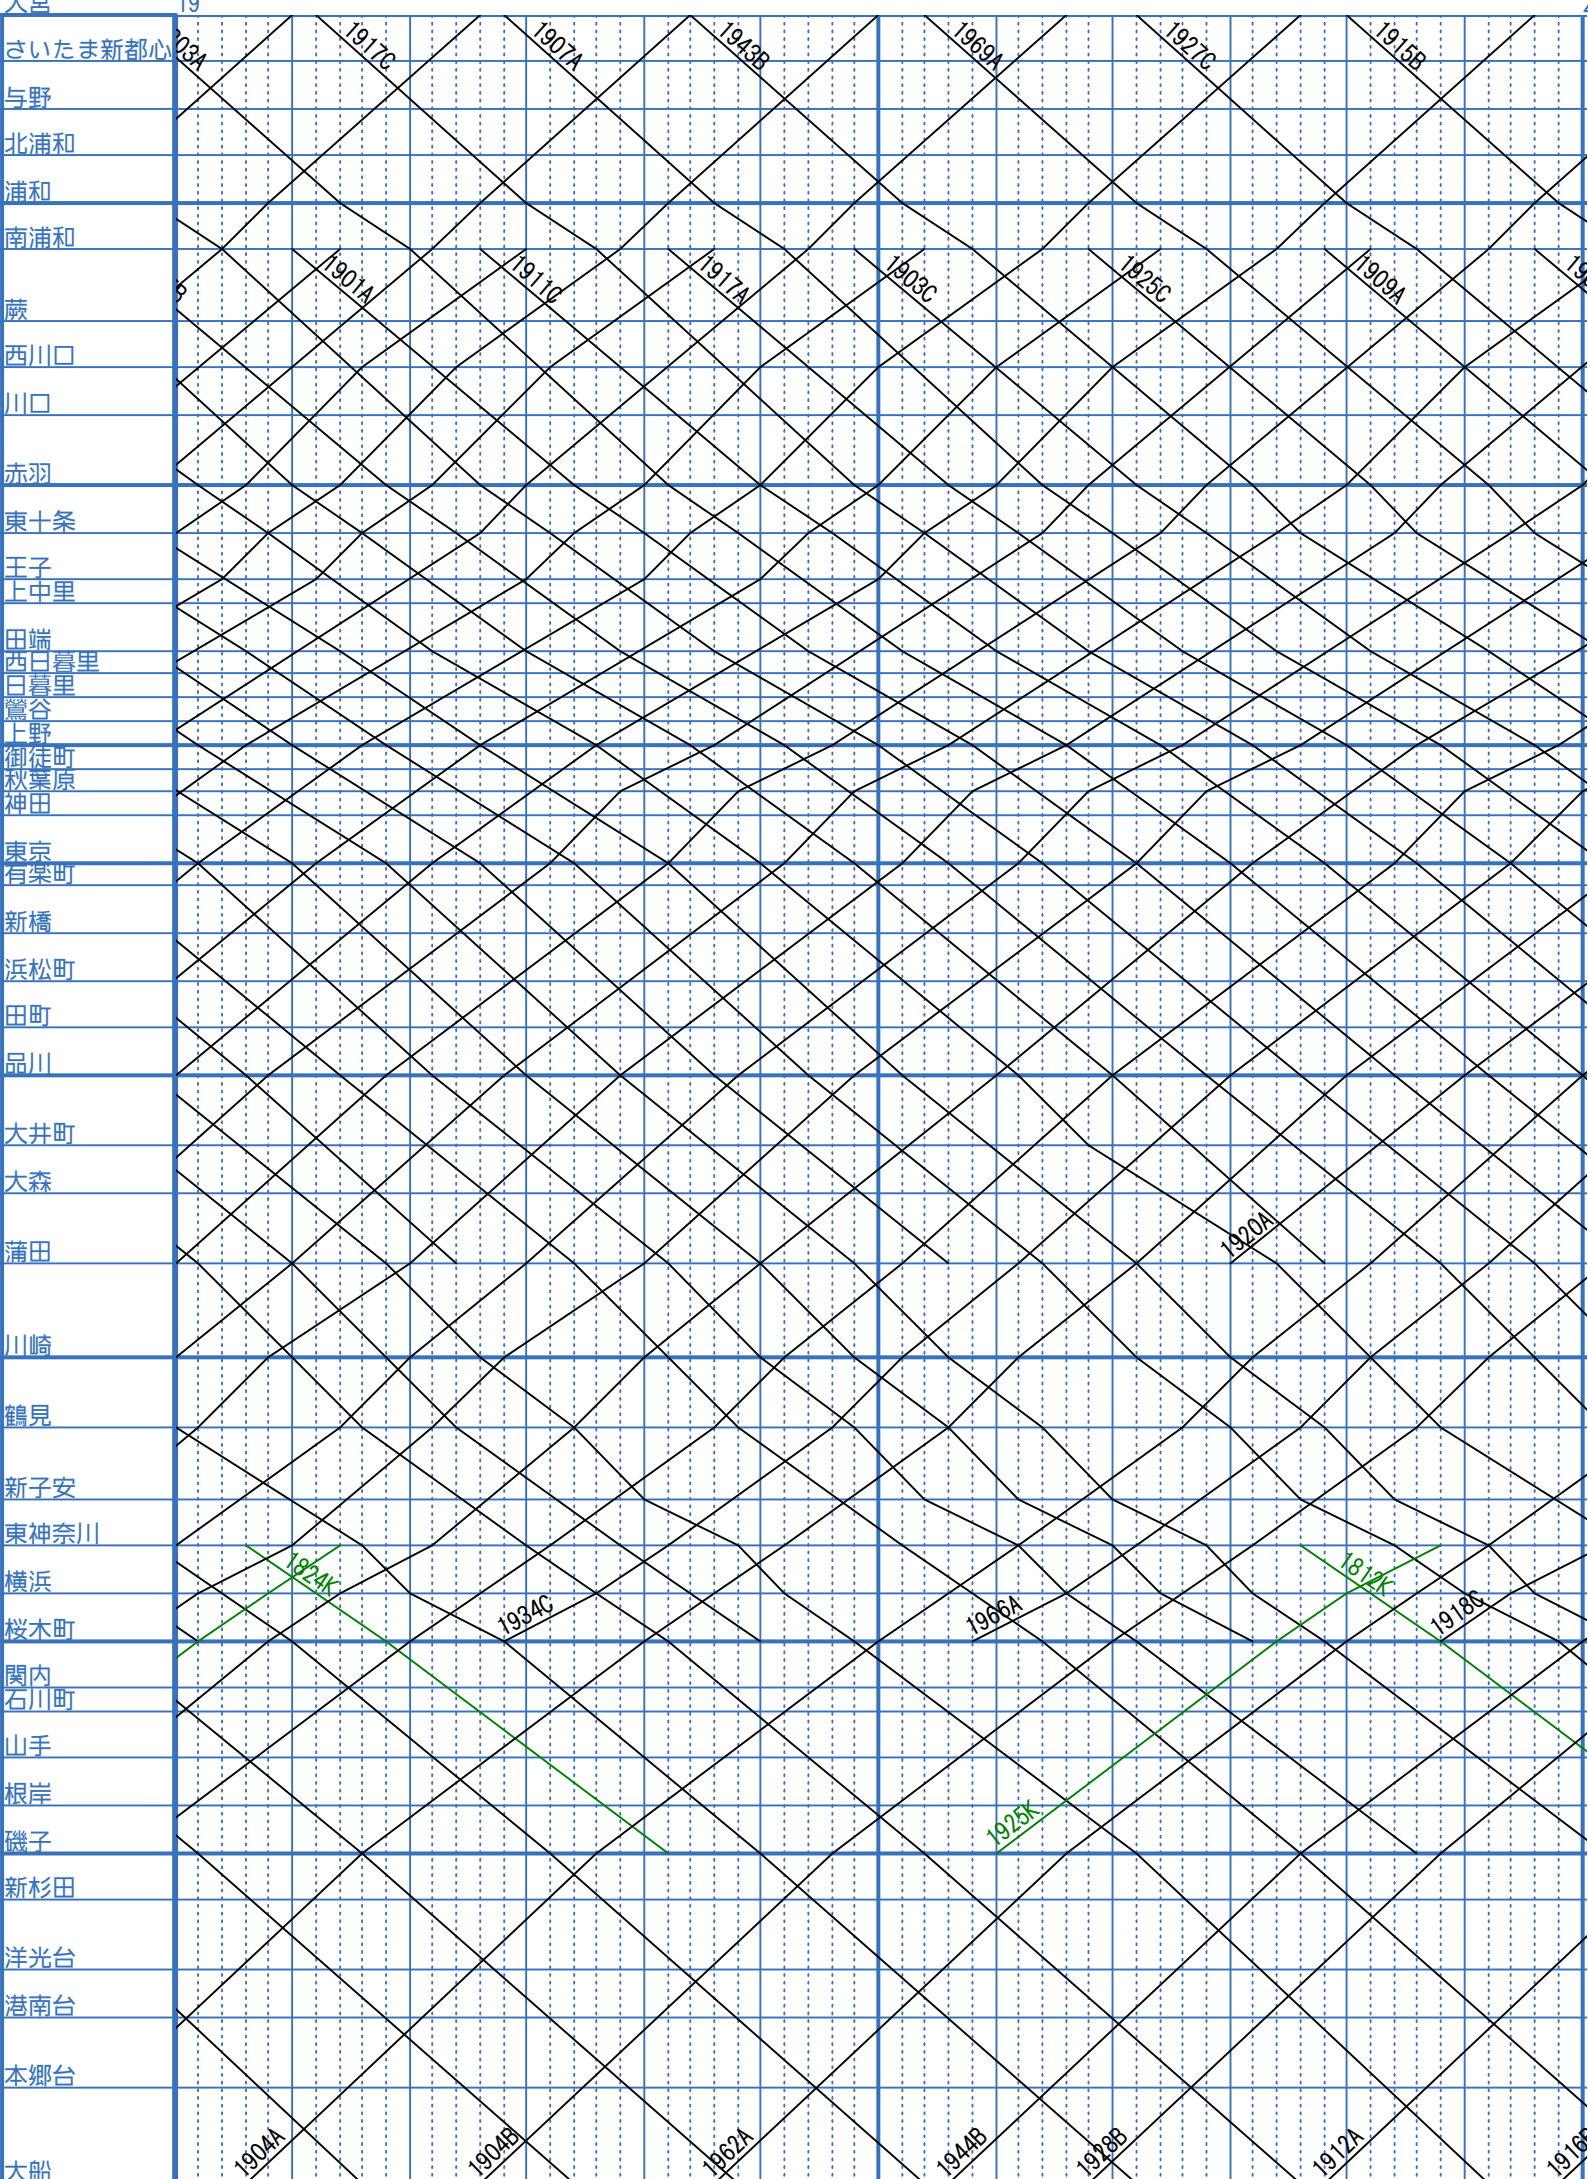 大宮
19
さいたま新都心
03A
1917C
1907A
1943B
1969A
1927C
1915B
与野
北浦和
浦和
南浦和
B
1901A
1911C
1917A
1903C
1925C
1909A
蕨
西川口
川口
赤羽
東十条
王子
上中里
田端
西日暮里
日暮里
鶯谷
上野
御徒町
秋葉原
神田
東京
有楽町
新橋
浜松町
田町
品川
大井町
大森
蒲田
1920A
川崎
鶴見
新子安
東神奈川
横浜
1824K
1812K
桜木町
1934C
1966A
1918C
関内
石川町
山手
根岸
磯子
1925K
新杉田
洋光台
港南台
本郷台
大船
1904A
1904B
1962A
1944B
1928B
1912A
1916